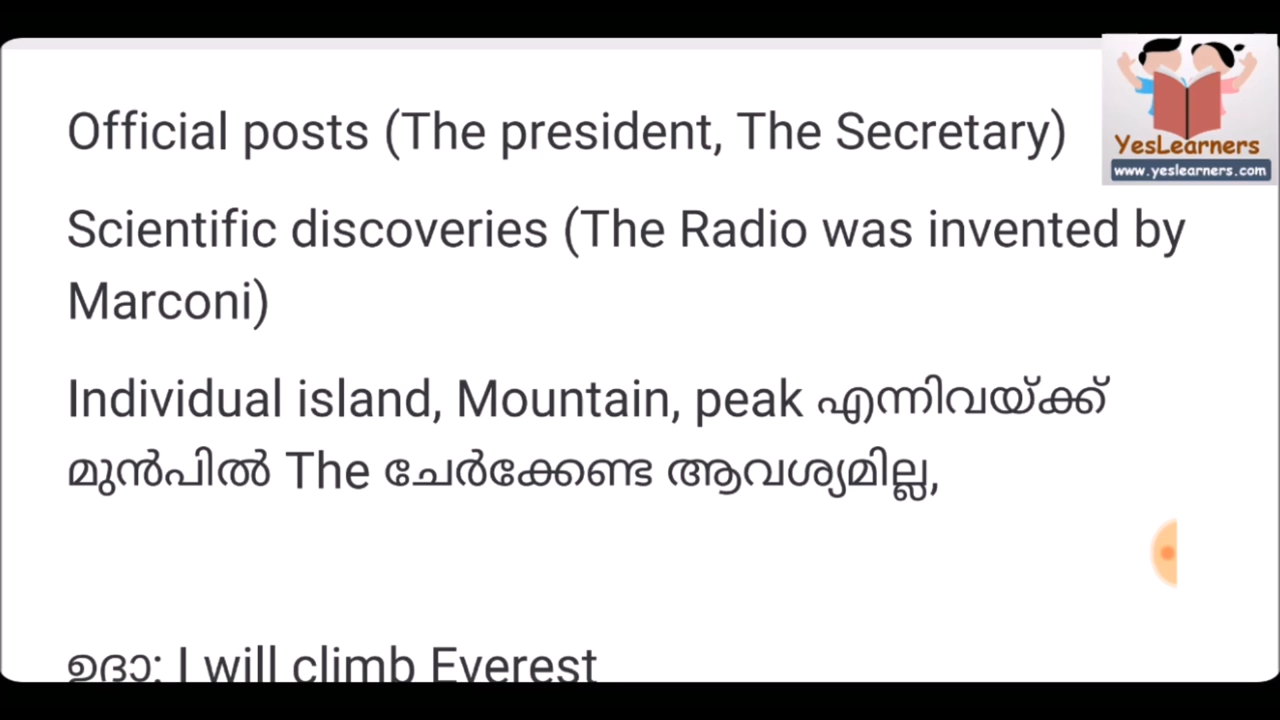 Official posts (The president, The Secretary)
YesLearners
www.yeslearners.com
Scientific discoveries (The Radio was invented by
Marconi)
Individual island, Mountain, peak എന്നിവയ്ക്ക്
മുൻപിൽ The ചേർക്കേണ്ട ആവശ്യമില്ല,
ഉദാ: I will climb Everest